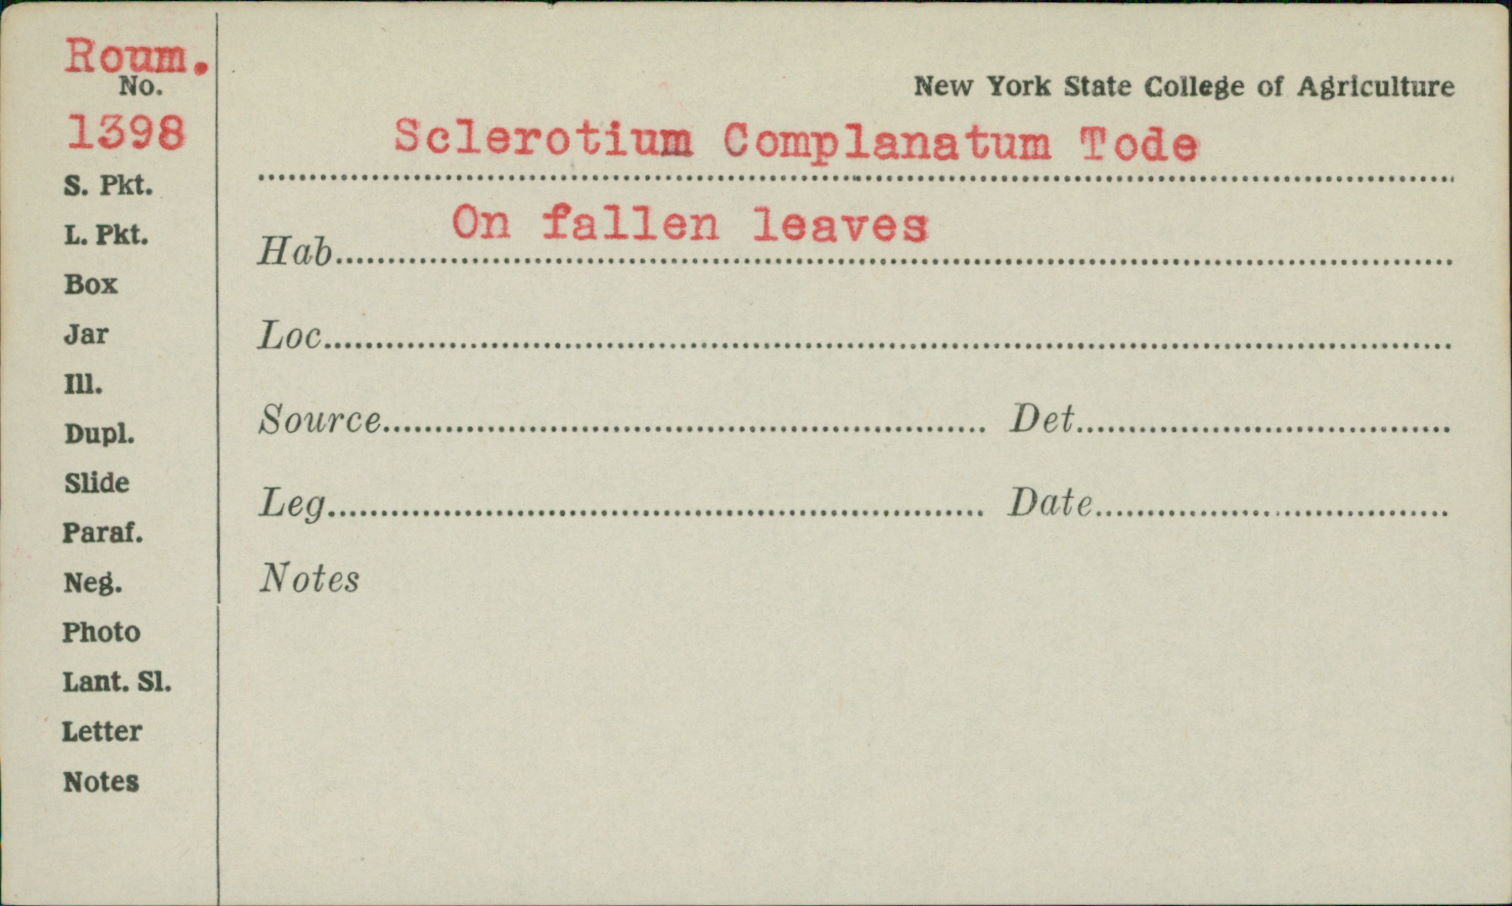 Roum.
No.
1398
S. Pkt.
L. Pkt.
Box
Jar
Ill.
Dupl.
Slide
Paraf.
Neg.
Photo
Lant. Sl.
Letter
Notes
New York State College of Agriculture
Sclerotium Complanatum Tode
Hab. On fallen leaves
Loc.
Source Det.
Leg. Date
Notes